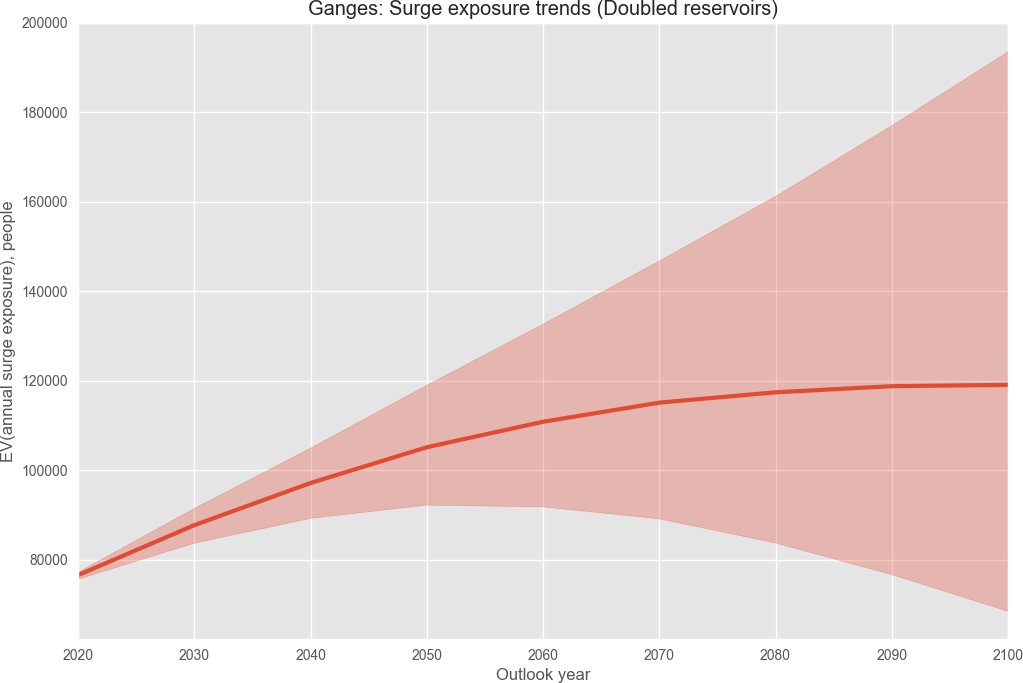 Ganges: Surge exposure trends (Doubled reservoirs)
200000
180000
160000
140000
120000
100000
80000
EV(annual surge exposure), people
2020 2030 2040 2050 2060 2070 2080 2090 2100
Outlook year